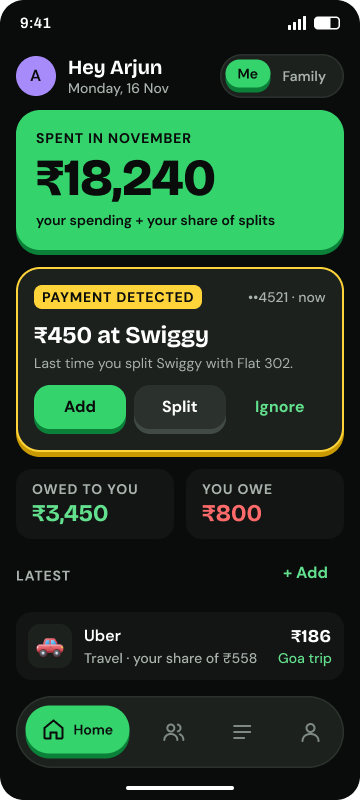 9:41
A
Hey Arjun
Monday, 16 Nov
Me
Family
SPENT IN NOVEMBER
₹18,240
your spending + your share of splits
PAYMENT DETECTED
••4521 · now
₹450 at Swiggy
Last time you split Swiggy with Flat 302.
Add
Split
Ignore
OWED TO YOU
₹3,450
YOU OWE
₹800
LATEST
+ Add
Uber
₹186
Travel · your share of ₹558
Goa trip
Home